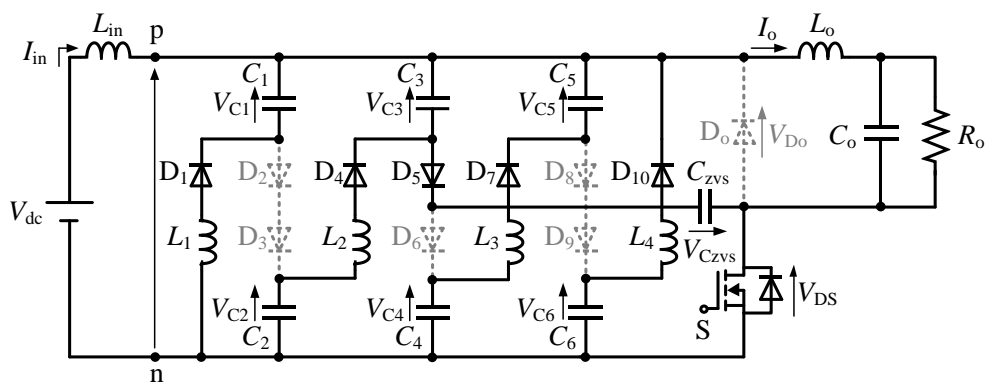 L_in p
I_in
I_o L_o
C_1 C_3 C_5
V_C1 V_C3 V_C5
D_o V_Do C_o R_o
D_1 D_2 D_4 D_5 D_7 D_8 D_10 C_zvs
V_dc
L_1 D_3 L_2 D_6 L_3 D_9 L_4
V_Czvs
V_C2 V_C4 V_C6
V_DS
S
C_2 C_4 C_6
n